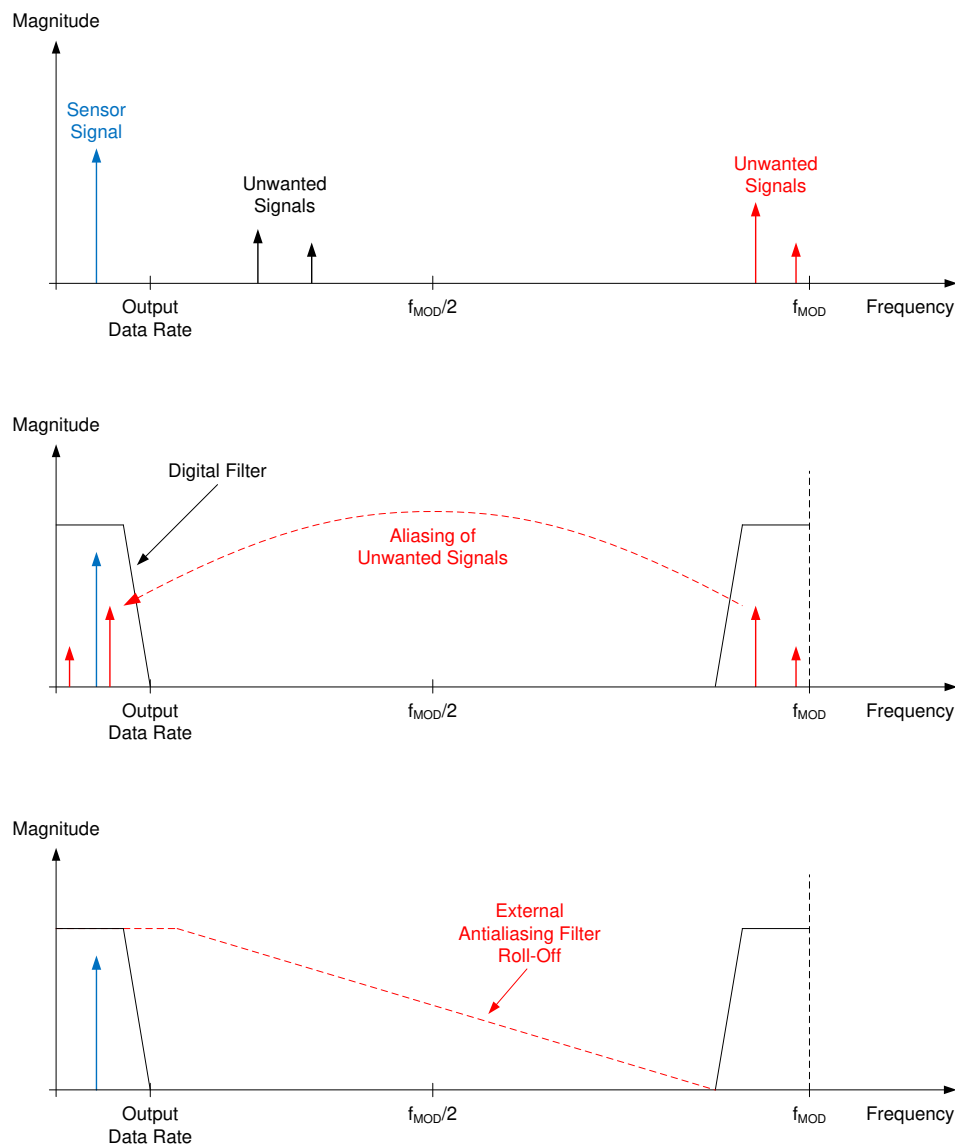 Magnitude
Sensor
Signal
Unwanted
Signals
Unwanted
Signals
Output
Data Rate
fMOD/2
fMOD
Frequency
Magnitude
Digital Filter
Aliasing of
Unwanted Signals
Output
Data Rate
fMOD/2
fMOD
Frequency
Magnitude
External
Antialiasing Filter
Roll-Off
Output
Data Rate
fMOD/2
fMOD
Frequency